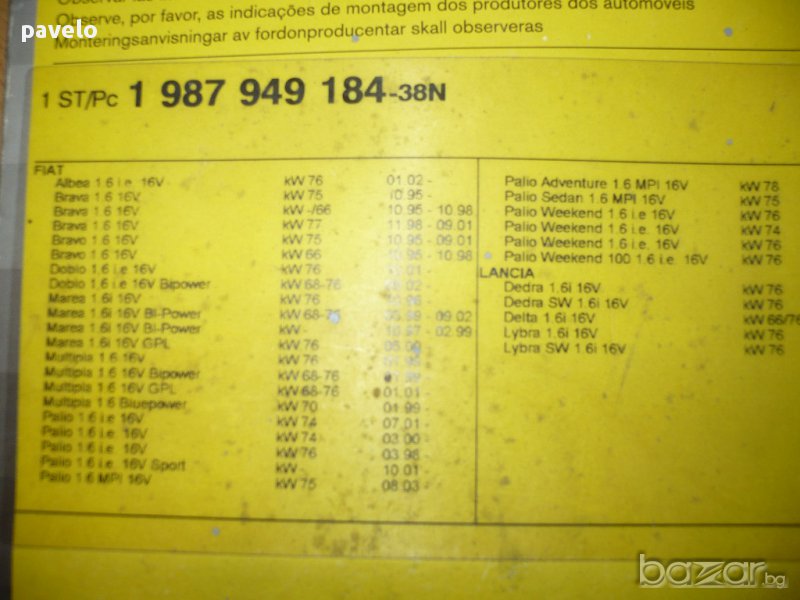 pavelo
Observe, por favor, as indicações de montagem dos produtores dos automóveis
Monteringsanvisningar av fordonproducentar skall observeras
1 ST/Pc 1 987 949 184-38N
FIAT
Albea 1.6 i.e. 16V kW 76 01.02 -
Brava 1.6 16V kW 75 10.95 -
Brava 1.6 16V kW -/66 10.95 - 10.98
Brava 1.6 16V kW 77 11.98 - 09.01
Bravo 1.6 16V kW 75 10.95 - 09.01
Bravo 1.6 16V kW 66 10.95 - 10.98
Doblo 1.6 i.e 16V kW 76 01 -
Doblo 1.6 i.e 16V Bipower kW 68-76 02 -
Marea 1.6i 16V kW 76
Marea 1.6i 16V BI-Power kW 68-76 - 09.02
Marea 1.6i 16V BI-Power kW - - 02.99
Marea 1.6i 16V GPL kW 76
Multipla 1.6 16V kW 76
Multipla 1.6 16V Bipower kW 68-76
Multipla 1.6 16V GPL kW 68-76 01.01 -
Multipla 1.6 Bluepower kW 70 01.99
Palio 1.6 i.e. 16V kW 74 07.01 -
Palio 1.6 i.e. 16V kW 74 03.00 -
Palio 1.6 i.e. 16V kW 76 03.98 -
Palio 1.6 i.e. 16V Sport kW 10.01 -
Palio 1.6 MPI 16V kW 75 08.03 -
Palio Adventure 1.6 MPI 16V kW 78
Palio Sedan 1.6 MPI 16V kW 75
Palio Weekend 1.6 i.e 16V kW 76
Palio Weekend 1.6 i.e. 16V kW 74
Palio Weekend 1.6 i.e. 16V kW 76
Palio Weekend 100 1.6 i.e. 16V kW 76
LANCIA
Dedra 1.6i 16V kW 76
Dedra SW 1.6i 16V kW 76
Delta 1.6i 16V kW 66/76
Lybra 1.6i 16V kW 76
Lybra SW 1.6i 16V kW 76
bazar.bg